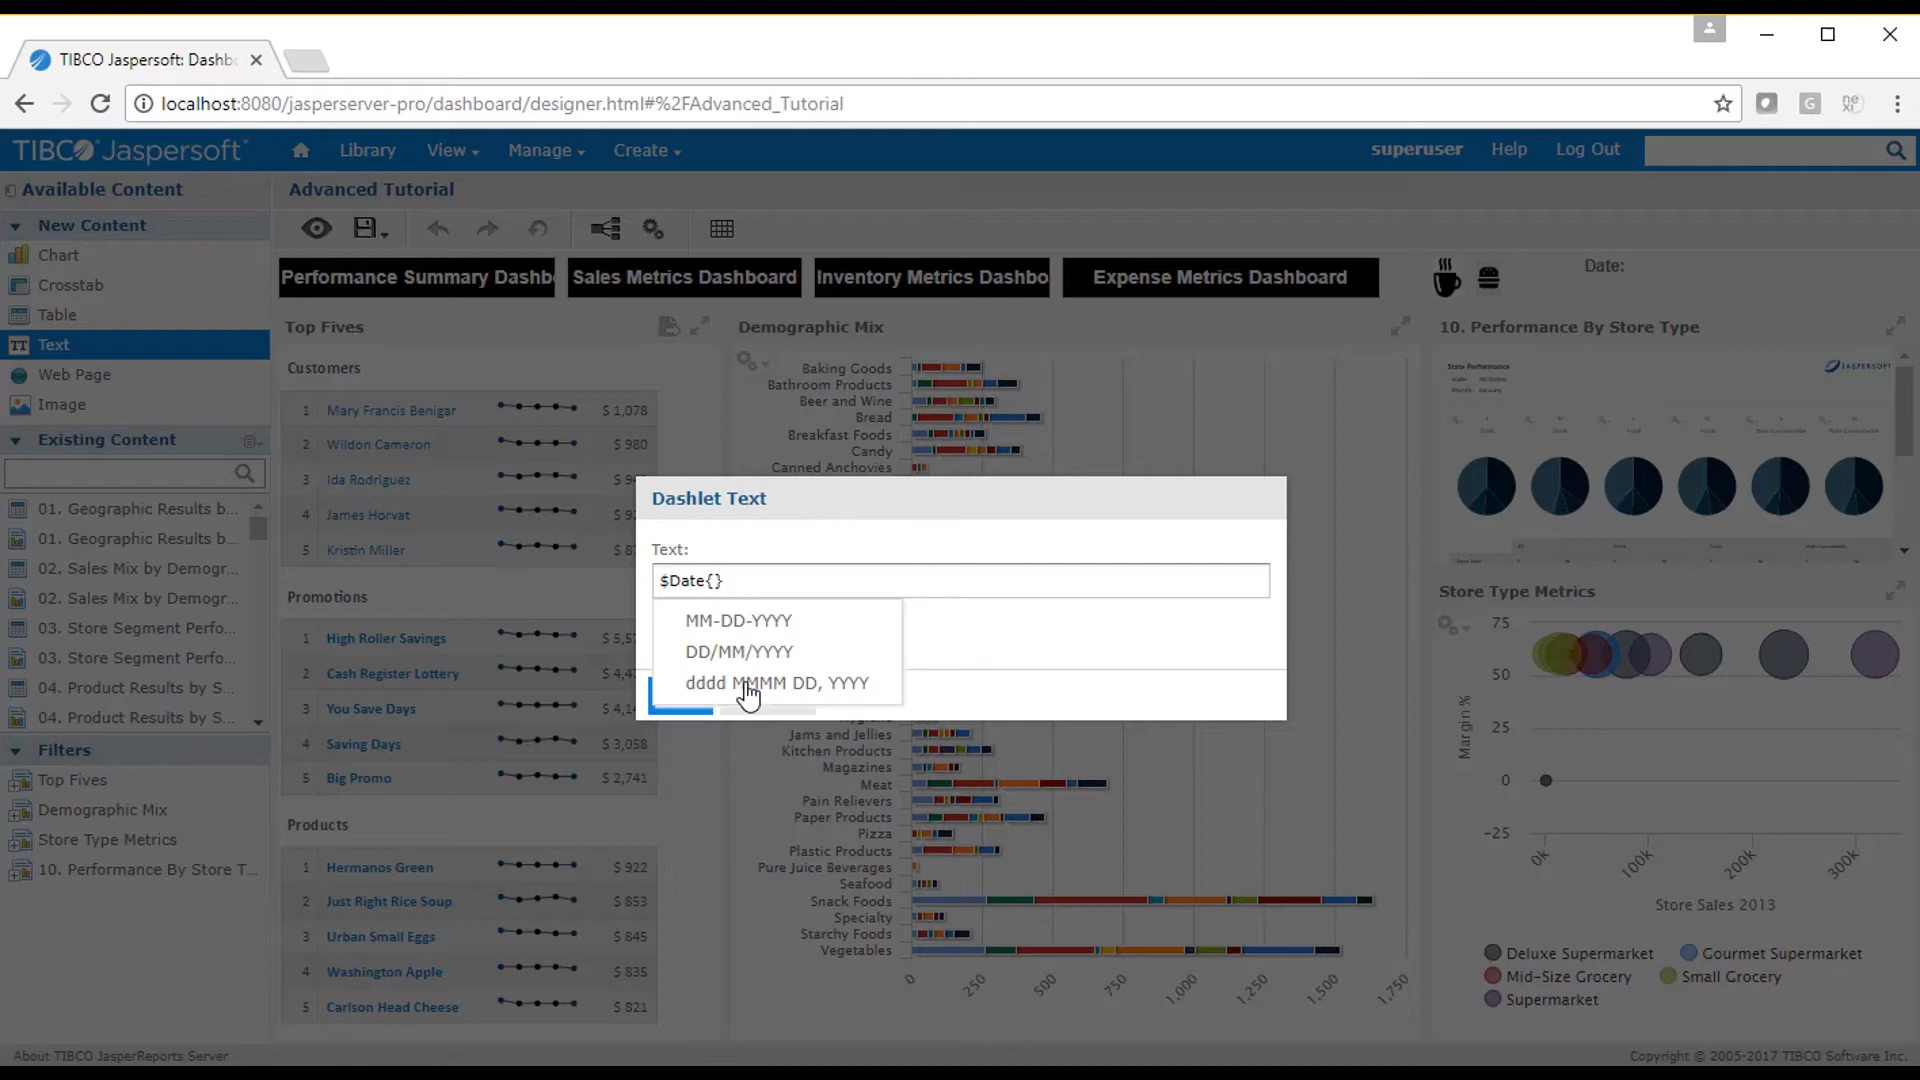 TIBCO Jaspersoft: Dashb
localhost:8080/jasperserver-pro/dashboard/designer.html#%2FAdvanced_Tutorial
TIBCO Jaspersoft
Library
View
Manage
Create
superuser
Help
Log Out
Available Content
Advanced Tutorial
New Content
Chart
Crosstab
Table
Text
Web Page
Image
Existing Content
01. Geographic Results b...
01. Geographic Results b...
02. Sales Mix by Demogr...
02. Sales Mix by Demogr...
03. Store Segment Perfo...
03. Store Segment Perfo...
04. Product Results by S...
04. Product Results by S...
Filters
Top Fives
Demographic Mix
Store Type Metrics
10. Performance By Store T...
Performance Summary Dashb
Sales Metrics Dashboard
Inventory Metrics Dashbo
Expense Metrics Dashboard
Date:
Top Fives
Customers
1 Mary Francis Benigar $ 1,078
2 Wildon Cameron $ 980
3 Ida Rodriguez
4 James Horvat
5 Kristin Miller
Promotions
1 High Roller Savings
2 Cash Register Lottery
3 You Save Days
4 Saving Days $ 3,058
5 Big Promo $ 2,741
Products
1 Hermanos Green $ 922
2 Just Right Rice Soup $ 853
3 Urban Small Eggs $ 845
4 Washington Apple $ 835
5 Carlson Head Cheese $ 821
Demographic Mix
Baking Goods
Bathroom Products
Beer and Wine
Bread
Breakfast Foods
Candy
Canned Anchovies
Dashlet Text
Text:
$Date{}
MM-DD-YYYY
DD/MM/YYYY
dddd MMMM DD, YYYY
Jams and Jellies
Kitchen Products
Magazines
Meat
Pain Relievers
Paper Products
Pizza
Plastic Products
Pure Juice Beverages
Seafood
Snack Foods
Specialty
Starchy Foods
Vegetables
0 250 500 750 1,000 1,250 1,500 1,750
10. Performance By Store Type
State Performance
JASPERSOFT
Store Type Metrics
75
50
25
0
-25
Margin %
0k 100k 200k 300k
Store Sales 2013
Deluxe Supermarket
Gourmet Supermarket
Mid-Size Grocery
Small Grocery
Supermarket
About TIBCO JasperReports Server
Copyright © 2005-2017 TIBCO Software Inc.